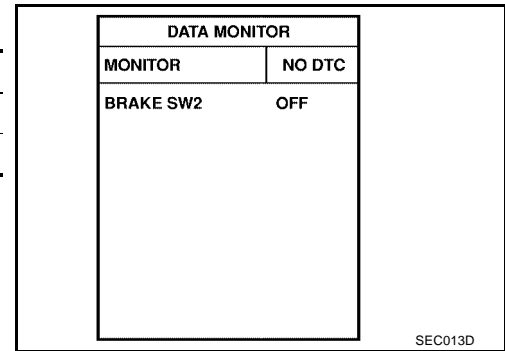 DATA MONITOR
MONITOR NO DTC
BRAKE SW2 OFF
SEC013D